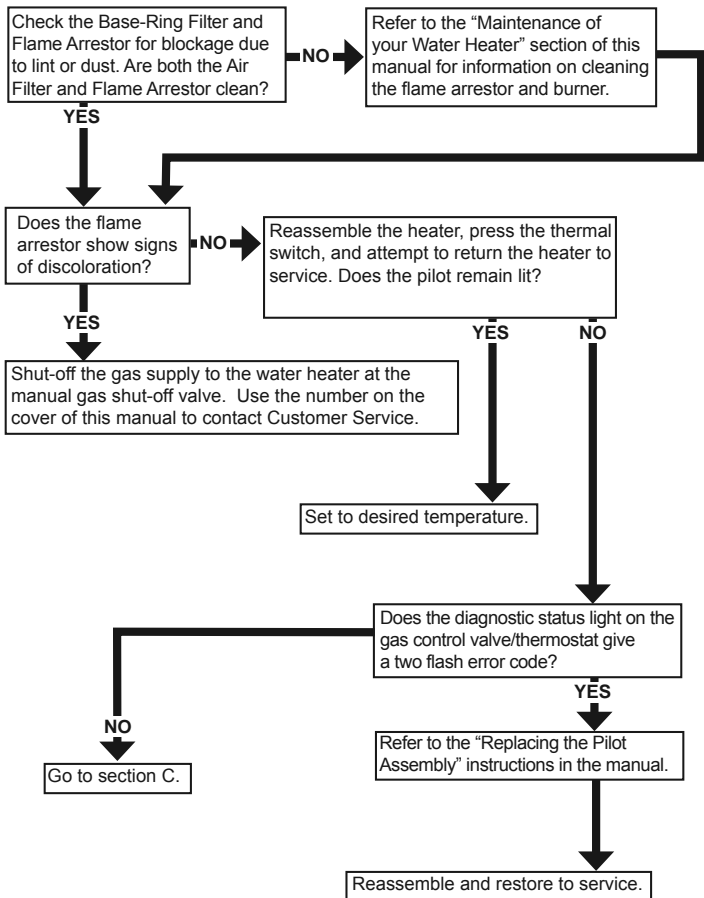 Check the Base-Ring Filter and
Flame Arrestor for blockage due
to lint or dust. Are both the Air
Filter and Flame Arrestor clean?
NO
Refer to the “Maintenance of
your Water Heater” section of this
manual for information on cleaning
the flame arrestor and burner.
YES
Does the flame
arrestor show signs
of discoloration?
NO
Reassemble the heater, press the thermal
switch, and attempt to return the heater to
service. Does the pilot remain lit?
YES
YES
NO
Shut-off the gas supply to the water heater at the
manual gas shut-off valve. Use the number on the
cover of this manual to contact Customer Service.
Set to desired temperature.
Does the diagnostic status light on the
gas control valve/thermostat give
a two flash error code?
YES
NO
Refer to the “Replacing the Pilot
Assembly” instructions in the manual.
Go to section C.
Reassemble and restore to service.